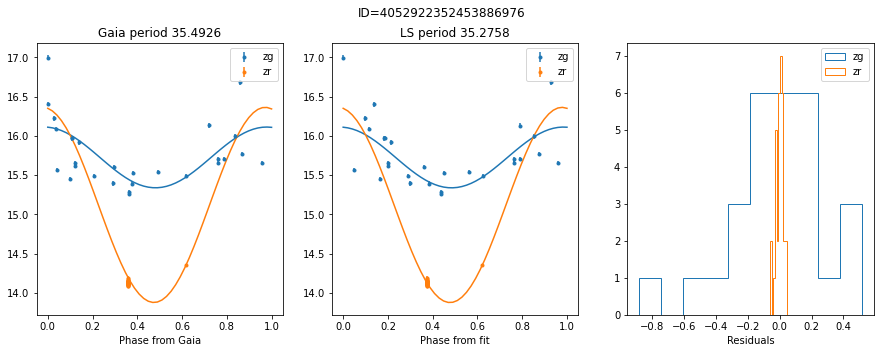 ID=4052922352453886976
Gaia period 35.4926
LS period 35.2758
zg
zr
zg
zr
zg
zr
17.0
16.5
16.0
15.5
15.0
14.5
14.0
17.0
16.5
16.0
15.5
15.0
14.5
14.0
7
6
5
4
3
2
1
0
0.0 0.2 0.4 0.6 0.8 1.0
0.0 0.2 0.4 0.6 0.8 1.0
−0.8 −0.6 −0.4 −0.2 0.0 0.2 0.4
Phase from Gaia
Phase from fit
Residuals